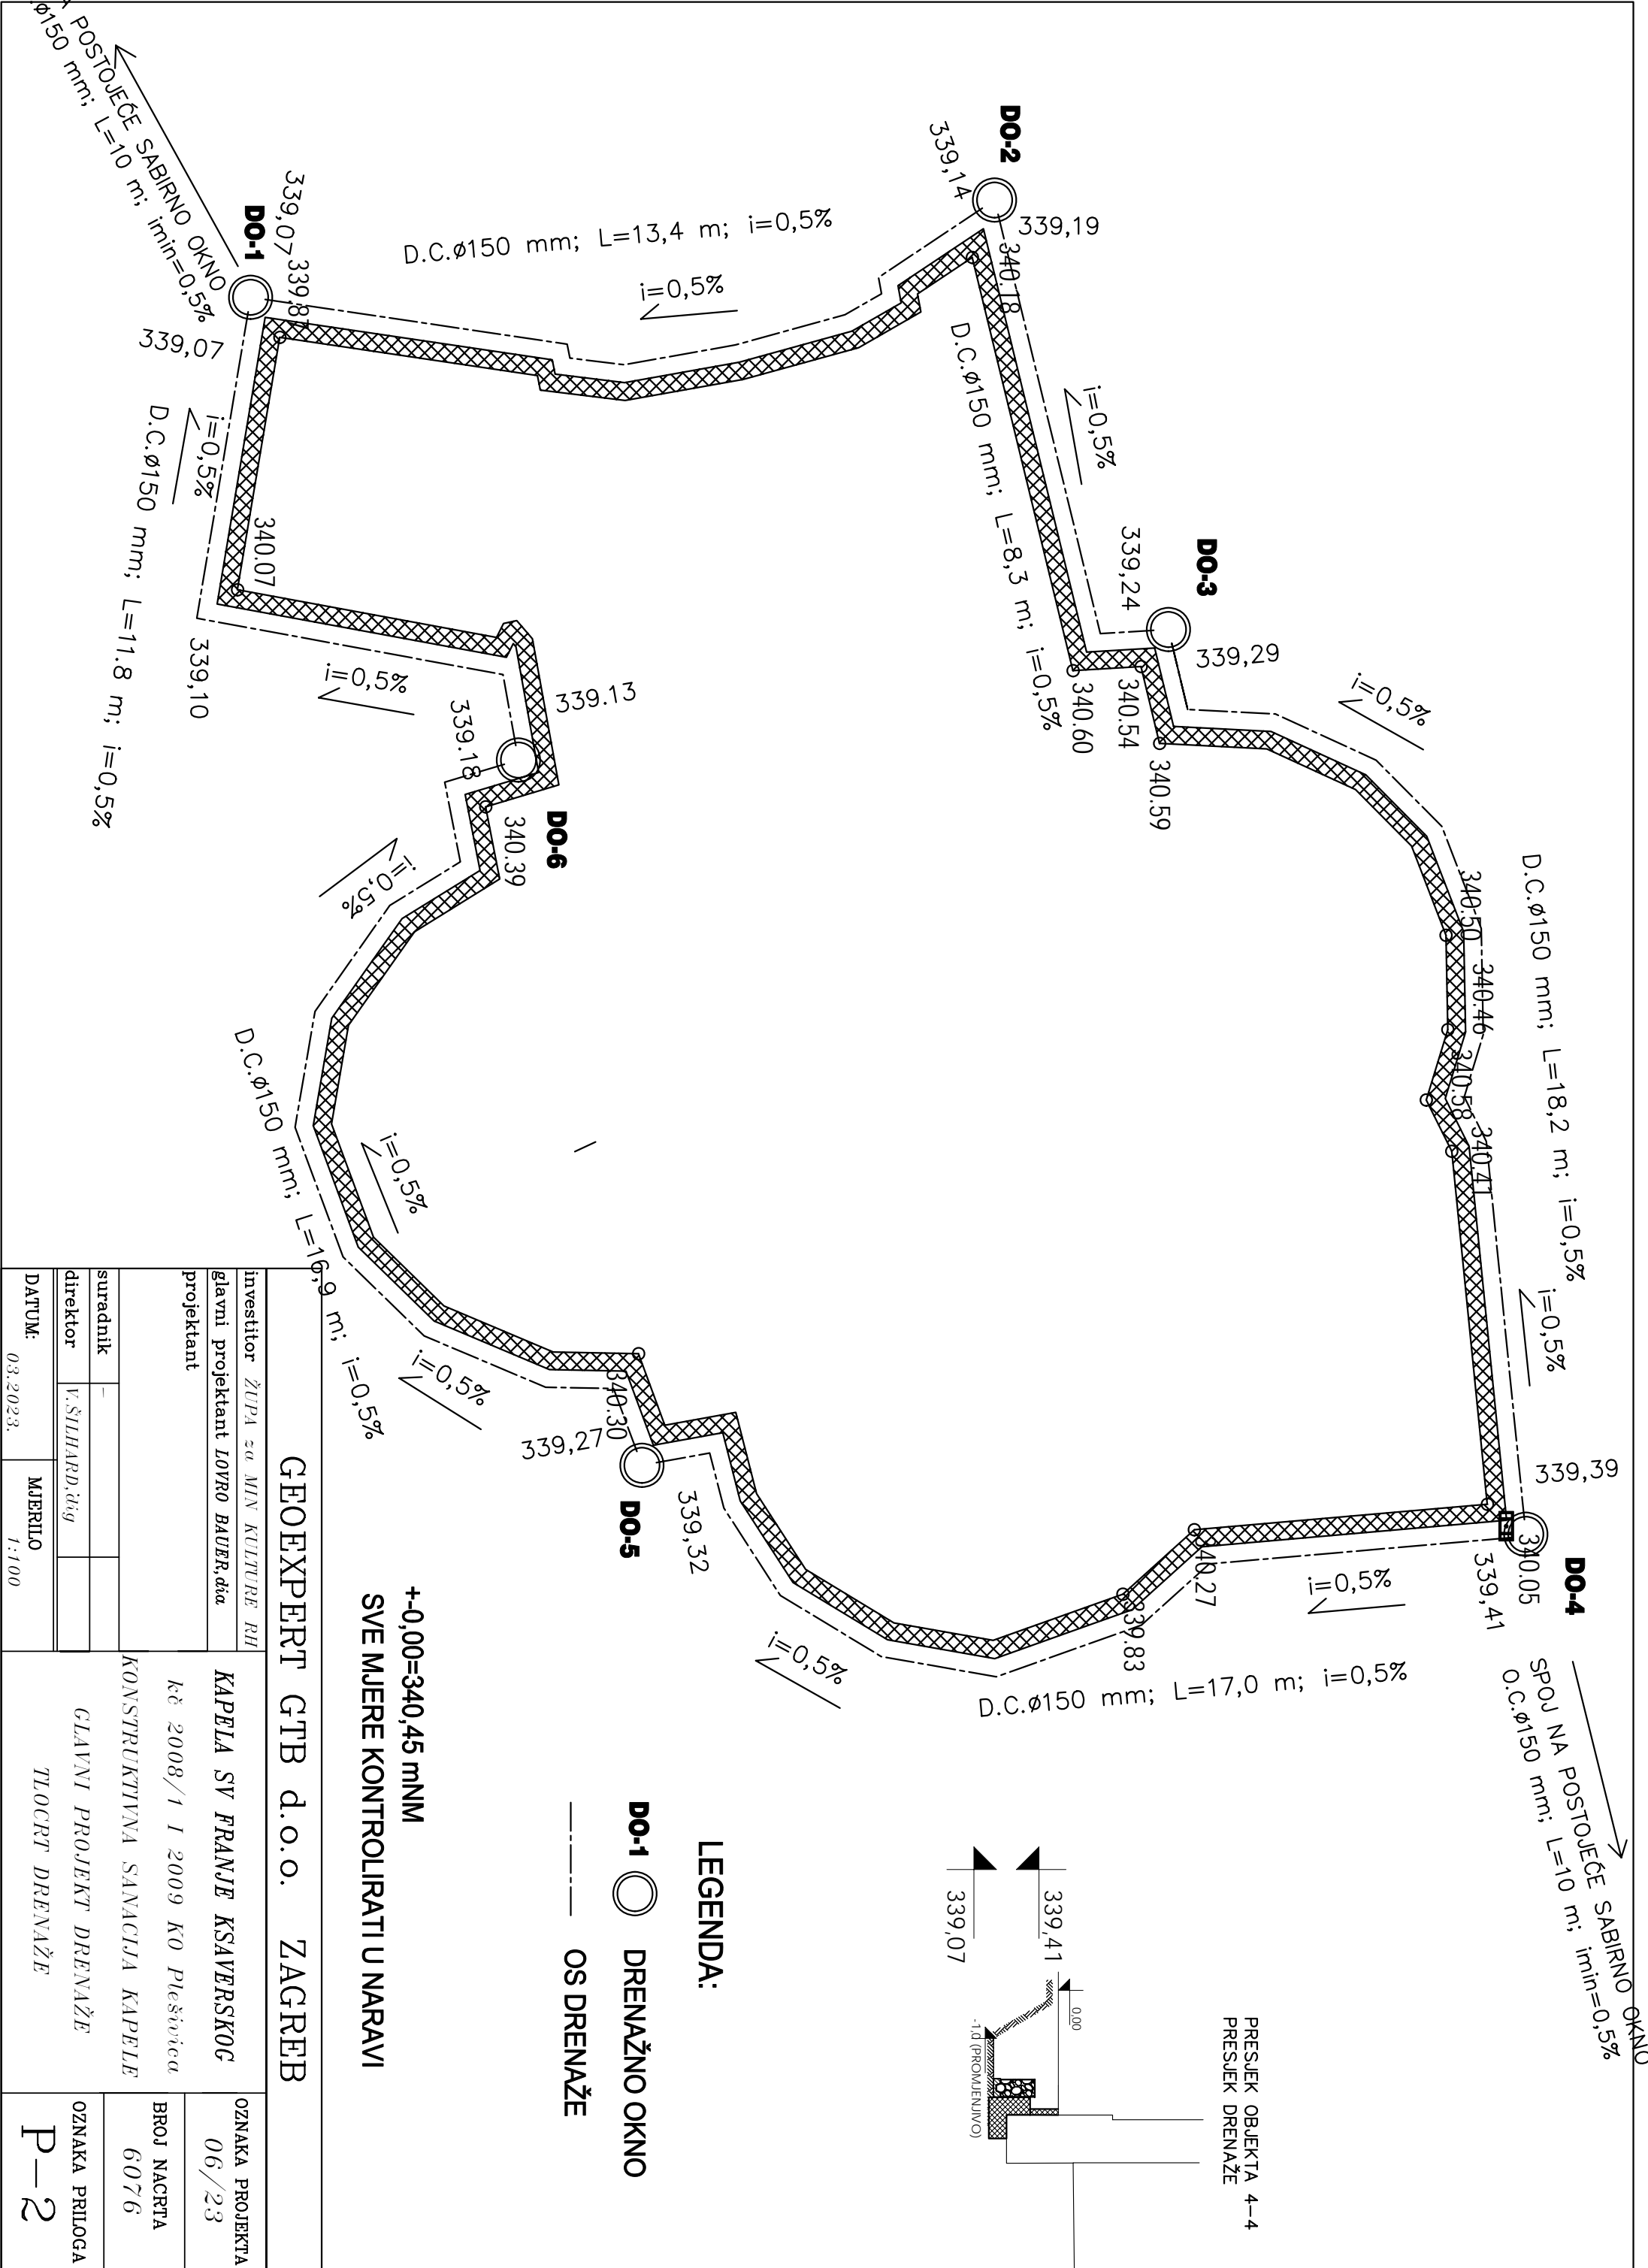 SPOJ NA POSTOJEĆE SABIRNO OKNO
O.C.ø150 mm; L=10 m; imin=0,5%
DO-4
339,39
340.05
339,41
i=0,5%
D.C.ø150 mm; L=18,2 m; i=0,5%
340.50
340.46
340.58
340.41
i=0,5%
DO-3
339,24
339,29
340.60
340.54
340.59
i=0,5%
D.C.ø150 mm; L=8,3 m; i=0,5%
DO-2
339,14
339,19
340.18
i=0,5%
D.C.ø150 mm; L=13,4 m; i=0,5%
DO-1
339,07
339.87
339,07
POSTOJEĆE SABIRNO OKNO
ø150 mm; L=10 m; imin=0,5%
i=0,5%
D.C.ø150 mm; L=11.8 m; i=0,5%
340.07
339,10
i=0,5%
339.13
339.18
DO-6
340.39
i=0,5%
D.C.ø150 mm; L=16,9 m; i=0,5%
i=0,5%
i=0,5%
340.30
339,27
DO-5
339,32
i=0,5%
D.C.ø150 mm; L=17,0 m; i=0,5%
339.83
40.27
i=0,5%
PRESJEK OBJEKTA 4-4
PRESJEK DRENAŽE
339,41
339,07
0.00
-1.0 (PROMJENJIVO)
LEGENDA:
DO-1 DRENAŽNO OKNO
OS DRENAŽE
+-0,00=340,45 mNM
SVE MJERE KONTROLIRATI U NARAVI
GEOEXPERT GTB d.o.o. ZAGREB
investitor ŽUPA za MIN KULTURE RH
glavni projektant LOVRO BAUER,dia
projektant
suradnik -
direktor V.ŠILHARD,dig
DATUM: 03.2023.
MJERILO 1:100
KAPELA SV FRANJE KSAVERSKOG
kč 2008/1 I 2009 KO Plešivica
KONSTRUKTIVNA SANACIJA KAPELE
GLAVNI PROJEKT DRENAŽE
TLOCRT DRENAŽE
OZNAKA PROJEKTA
06/23
BROJ NACRTA
6076
OZNAKA PRILOGA
P-2